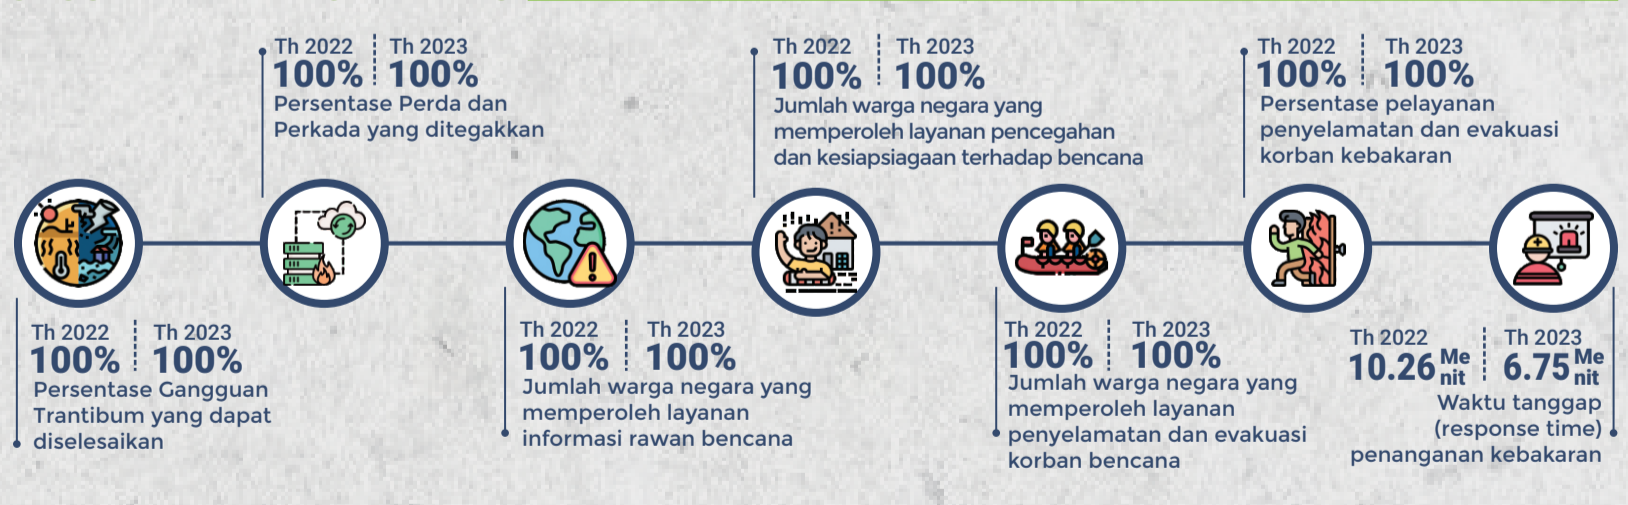 Th 2022 Th 2023
100% 100%
Persentase Gangguan
Trantibum yang dapat
diselesaikan
Th 2022 Th 2023
100% 100%
Persentase Perda dan
Perkada yang ditegakkan
Th 2022 Th 2023
100% 100%
Jumlah warga negara yang
memperoleh layanan
informasi rawan bencana
Th 2022 Th 2023
100% 100%
Jumlah warga negara yang
memperoleh layanan pencegahan
dan kesiapsiagaan terhadap bencana
Th 2022 Th 2023
100% 100%
Jumlah warga negara yang
memperoleh layanan
penyelamatan dan evakuasi
korban bencana
Th 2022 Th 2023
100% 100%
Persentase pelayanan
penyelamatan dan evakuasi
korban kebakaran
Th 2022 Th 2023
10.26 Me nit 6.75 Me nit
Waktu tanggap
(response time)
penanganan kebakaran